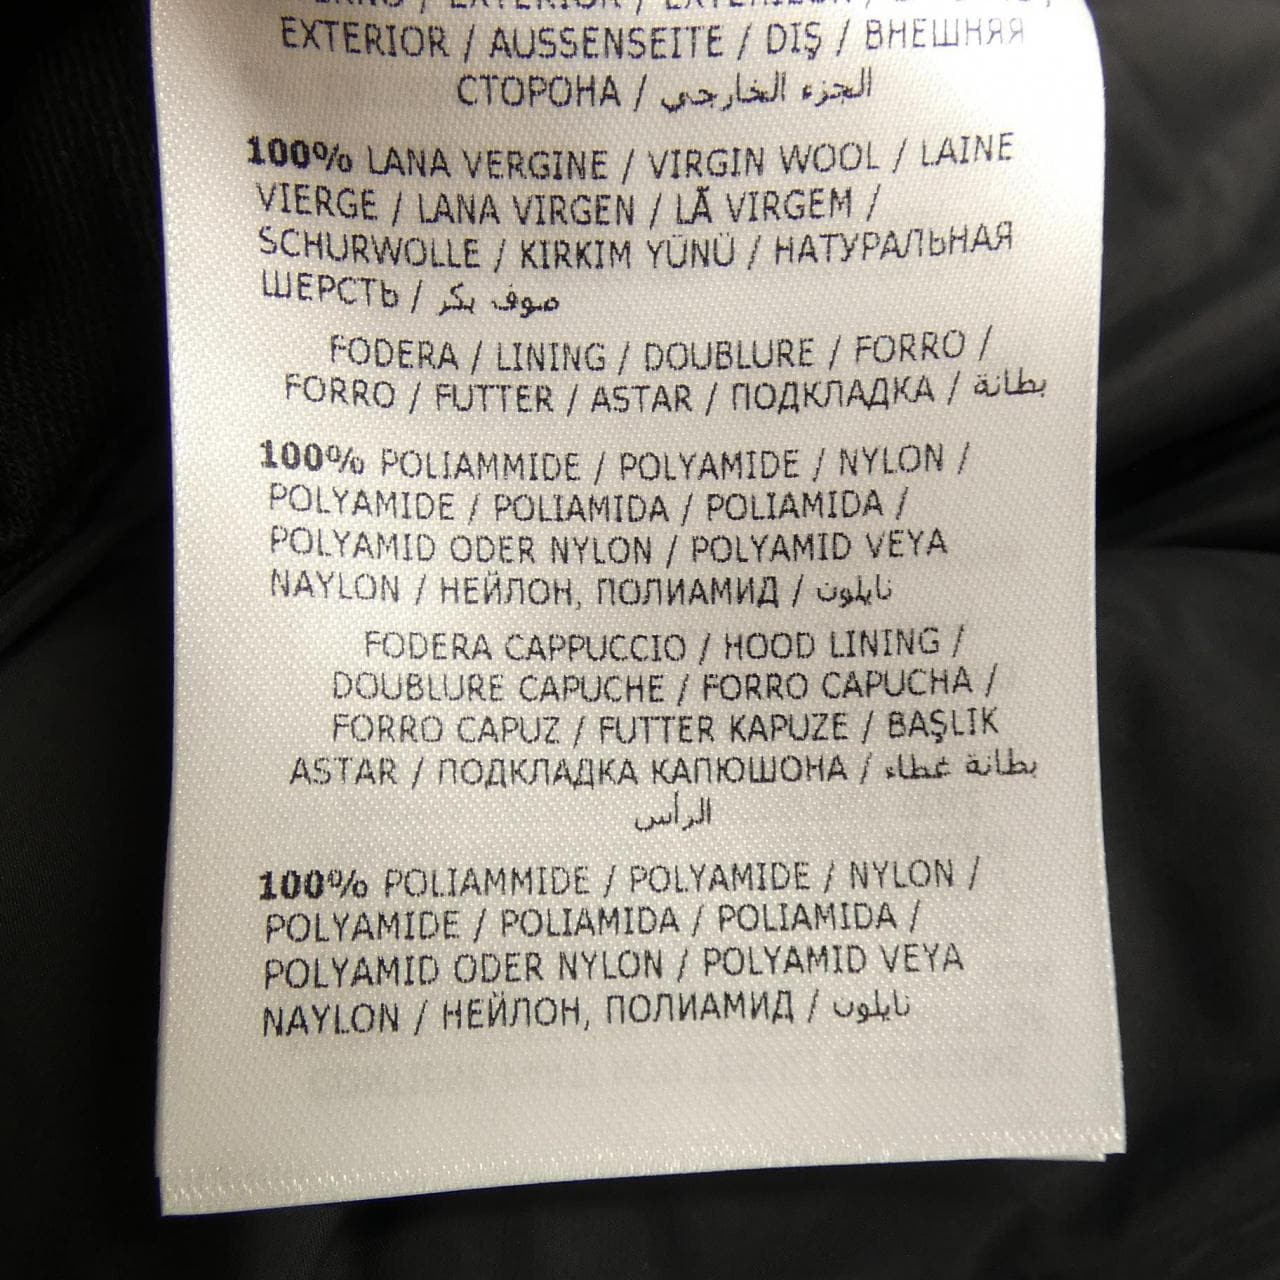 EXTERIOR / AUSSENSEITE / DIŞ / ВНЕШНЯЯ
СТОРОНА / الجزء الخارجي
100% LANA VERGINE / VIRGIN WOOL / LAINE
VIERGE / LANA VIRGEN / LÃ VIRGEM /
SCHURWOLLE / KIRKIM YÜNÜ / НАТУРАЛЬНАЯ
ШЕРСТЬ / صوف بكر
FODERA / LINING / DOUBLURE / FORRO /
FORRO / FUTTER / ASTAR / ПОДКЛАДКА / بطانة
100% POLIAMMIDE / POLYAMIDE / NYLON /
POLYAMIDE / POLIAMIDA / POLIAMIDA /
POLYAMID ODER NYLON / POLYAMID VEYA
NAYLON / НЕЙЛОН, ПОЛИАМИД / نايلون
FODERA CAPPUCCIO / HOOD LINING /
DOUBLURE CAPUCHE / FORRO CAPUCHA /
FORRO CAPUZ / FUTTER KAPUZE / BAŞLIK
ASTAR / ПОДКЛАДКА КАПЮШОНА / بطانة غطاء
الرأس
100% POLIAMMIDE / POLYAMIDE / NYLON /
POLYAMIDE / POLIAMIDA / POLIAMIDA /
POLYAMID ODER NYLON / POLYAMID VEYA
NAYLON / НЕЙЛОН, ПОЛИАМИД / نايلون